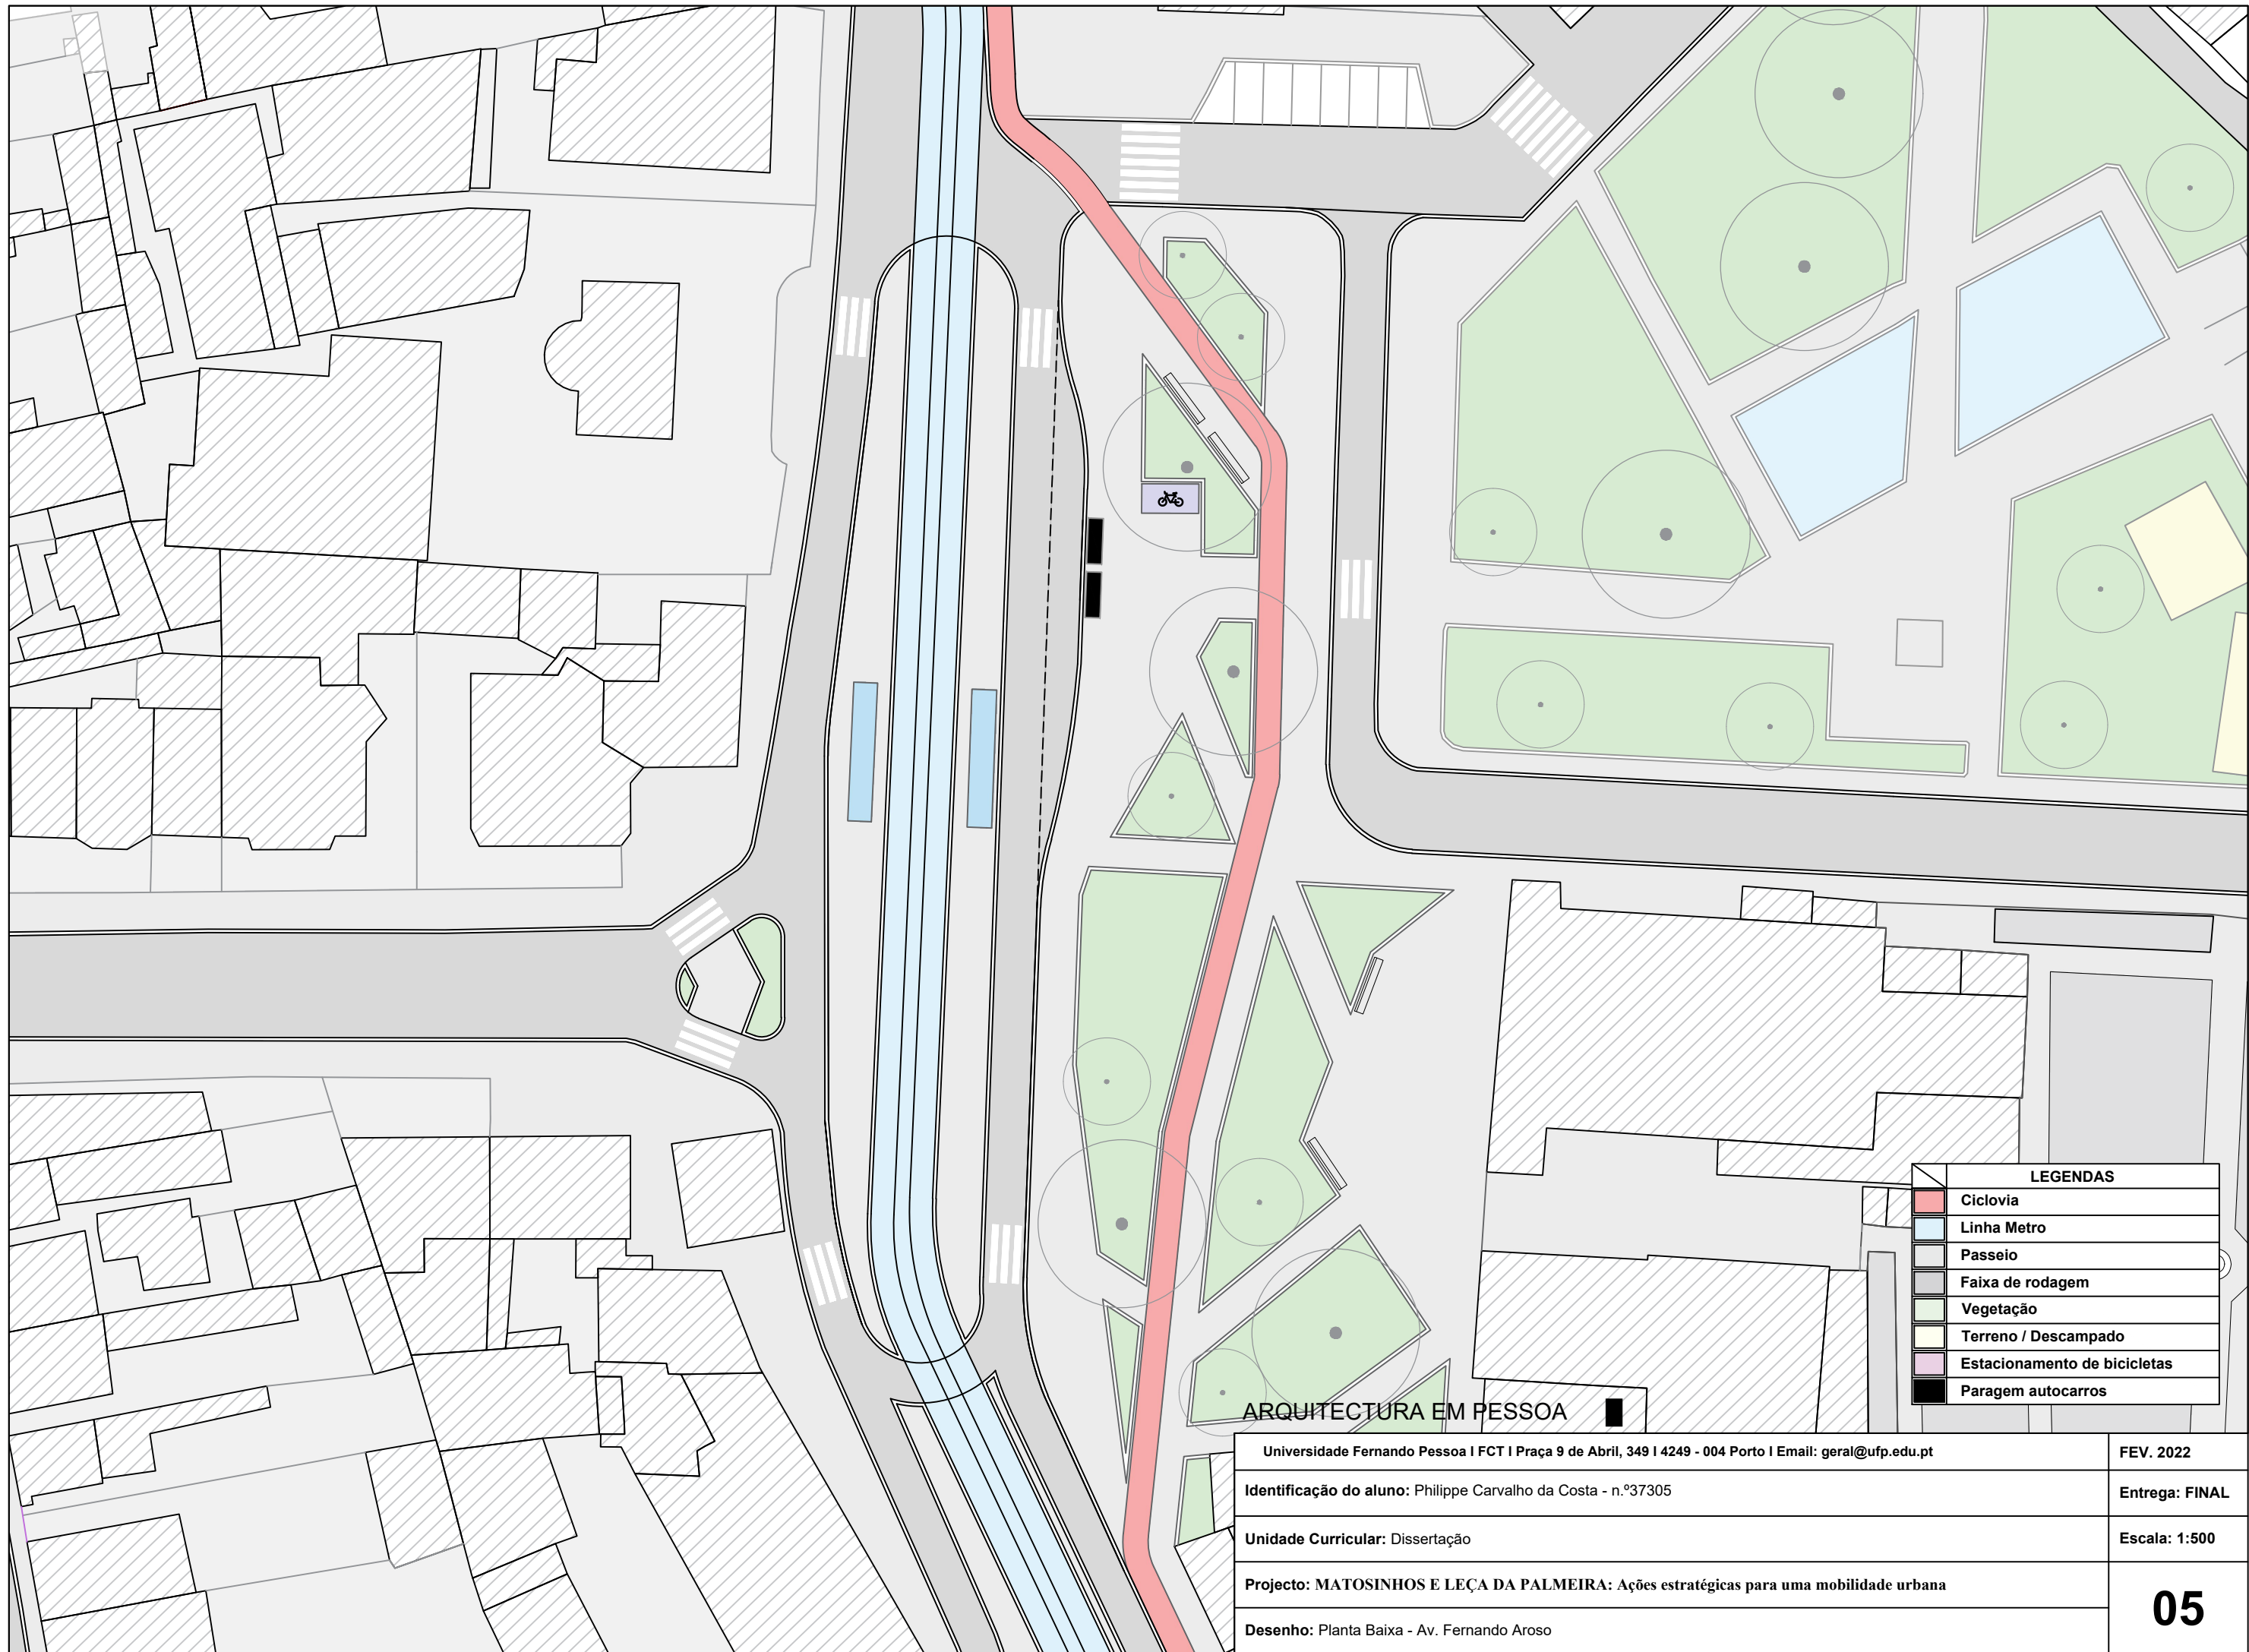 LEGENDAS
Ciclovia
Linha Metro
Passeio
Faixa de rodagem
Vegetação
Terreno / Descampado
Estacionamento de bicicletas
Paragem autocarros
ARQUITECTURA EM PESSOA
Universidade Fernando Pessoa I FCT I Praça 9 de Abril, 349 I 4249 - 004 Porto I Email: geral@ufp.edu.pt
FEV. 2022
Identificação do aluno: Philippe Carvalho da Costa - n.º37305
Entrega: FINAL
Unidade Curricular: Dissertação
Escala: 1:500
Projecto: MATOSINHOS E LEÇA DA PALMEIRA: Ações estratégicas para uma mobilidade urbana
05
Desenho: Planta Baixa - Av. Fernando Aroso